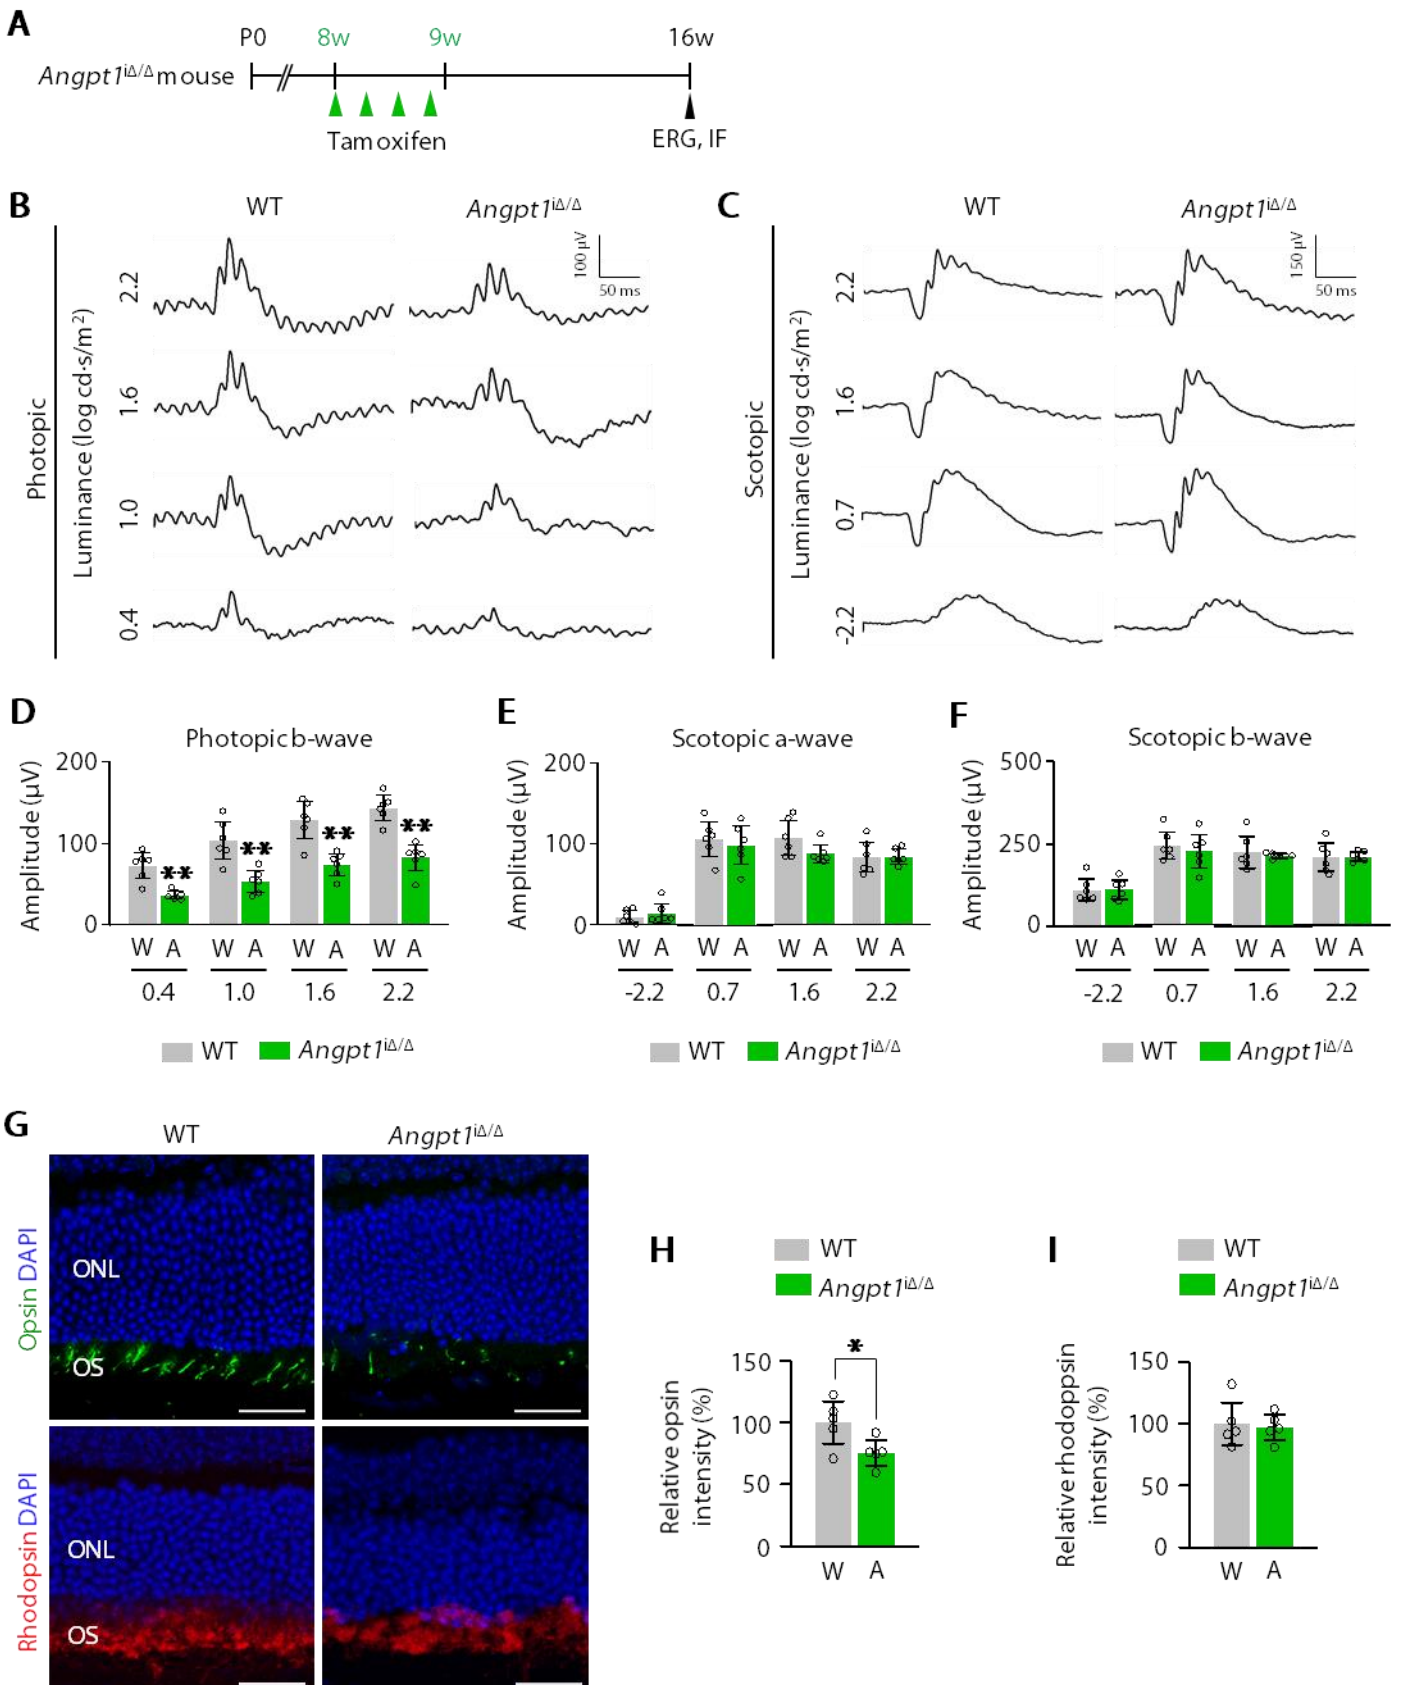 A
P0 8w 9w 16w
Angpt1iΔ/Δ mouse
Tamoxifen ERG, IF
B
WT Angpt1iΔ/Δ
100 µV
50 ms
Photopic
Luminance (log cd·s/m²)
2.2
1.6
1.0
0.4
C
WT Angpt1iΔ/Δ
150 µV
50 ms
Scotopic
Luminance (log cd·s/m²)
2.2
1.6
0.7
-2.2
D
Photopic b-wave
Amplitude (µV)
200
100
0
** ** ** **
W A W A W A W A
0.4 1.0 1.6 2.2
WT Angpt1iΔ/Δ
E
Scotopic a-wave
Amplitude (µV)
200
100
0
W A W A W A W A
-2.2 0.7 1.6 2.2
WT Angpt1iΔ/Δ
F
Scotopic b-wave
Amplitude (µV)
500
250
0
W A W A W A W A
-2.2 0.7 1.6 2.2
WT Angpt1iΔ/Δ
G
WT Angpt1iΔ/Δ
Opsin DAPI
ONL
OS
Rhodopsin DAPI
ONL
OS
H
WT
Angpt1iΔ/Δ
Relative opsin
intensity (%)
150
100
50
0
*
W A
I
WT
Angpt1iΔ/Δ
Relative rhodoppsin
intensity (%)
150
100
50
0
W A